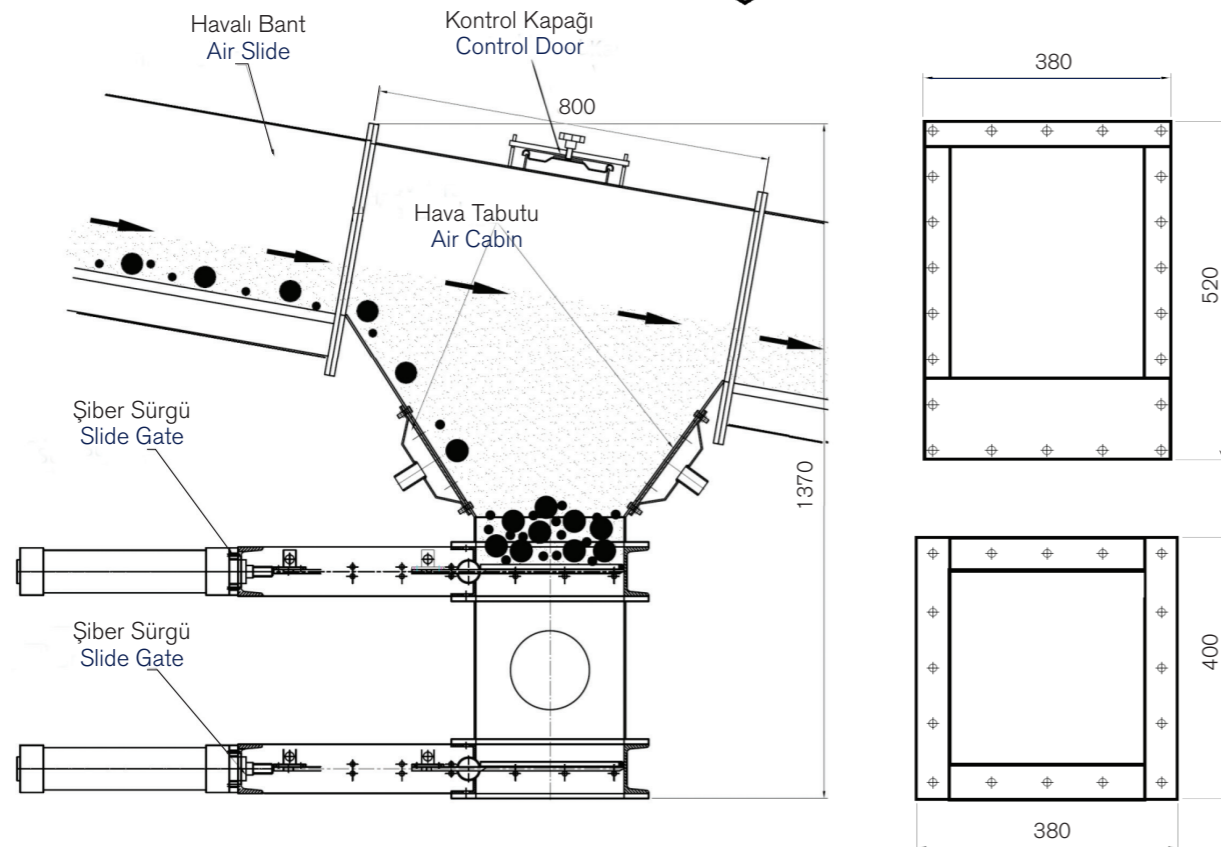 Havalı Bant
Air Slide
Kontrol Kapağı
Control Door
800
380
Hava Tabutu
Air Cabin
520
Şiber Sürgü
Slide Gate
1370
Şiber Sürgü
Slide Gate
400
380